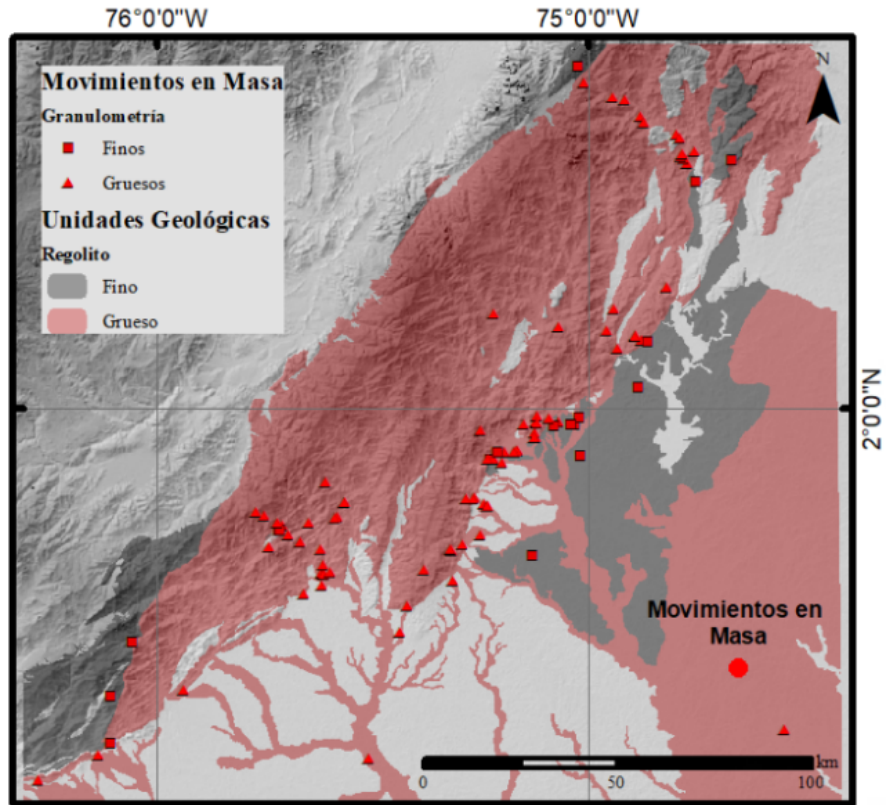 76°0'0"W 75°0'0"W
N
Movimientos en Masa
Granulometría
Finos
Gruesos
Unidades Geológicas
Regolito
Fino
Grueso
2°0'0"N
Movimientos en
Masa
km
0 50 100